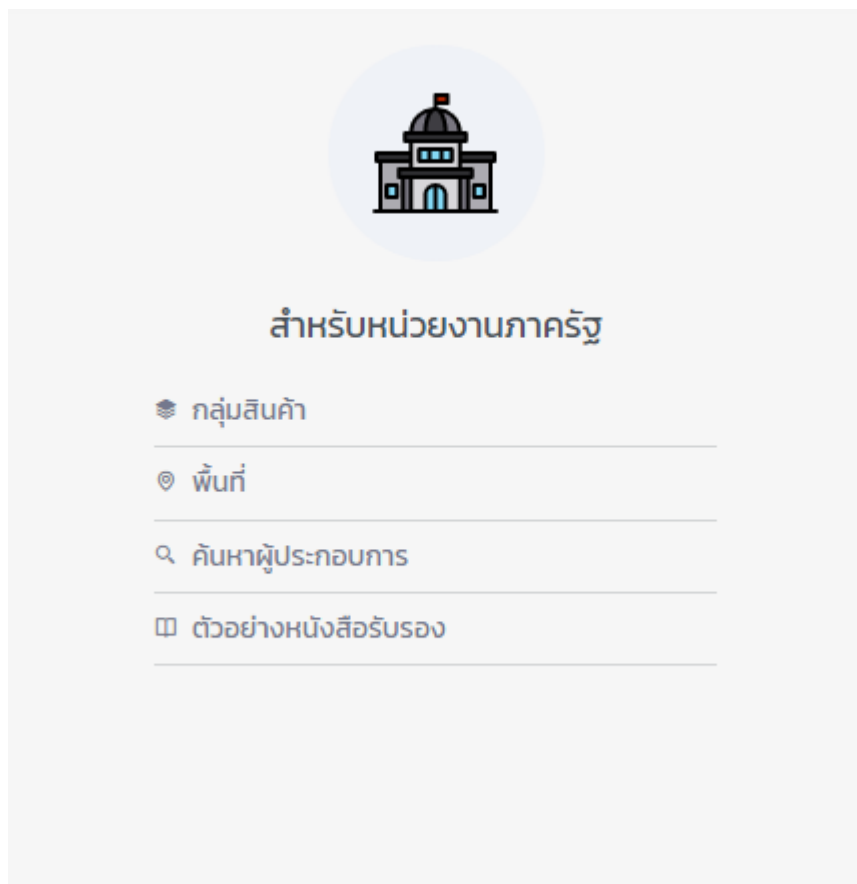 สำหรับหน่วยงานภาครัฐ
กลุ่มสินค้า
พื้นที่
ค้นหาผู้ประกอบการ
ตัวอย่างหนังสือรับรอง